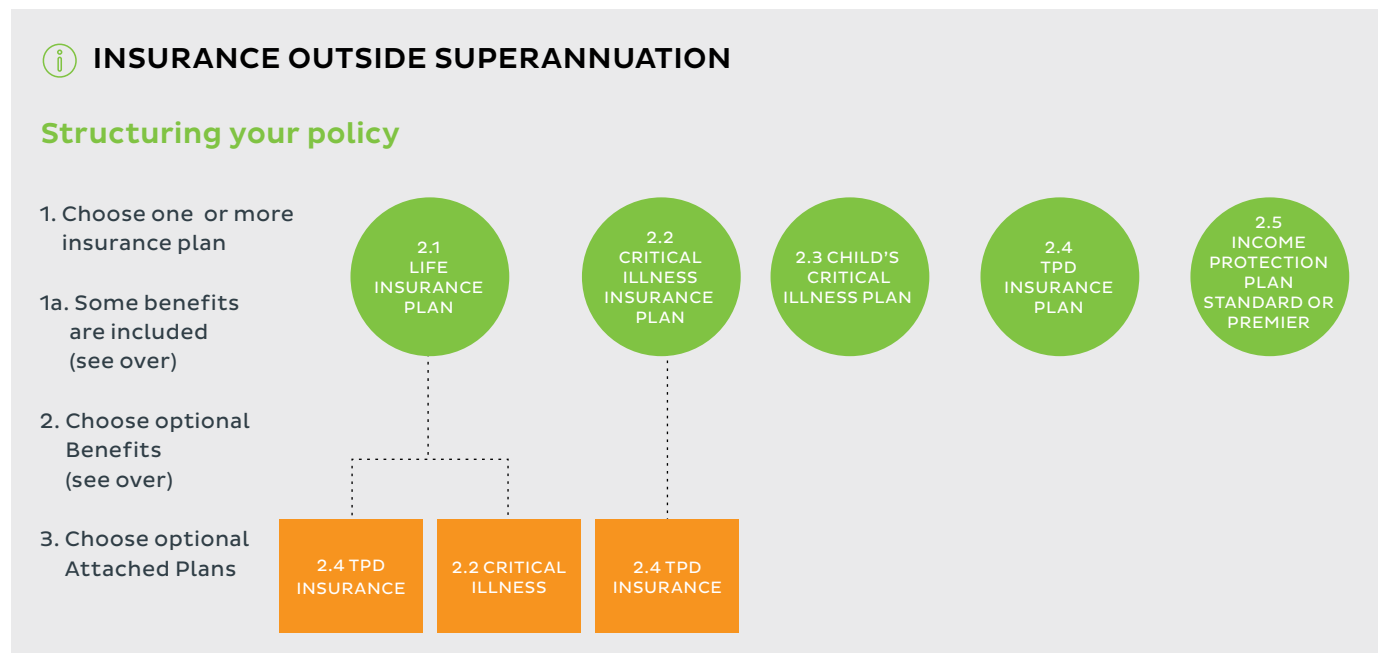 INSURANCE OUTSIDE SUPERANNUATION
Structuring your policy
1. Choose one or more
insurance plan
1a. Some benefits
are included
(see over)
2. Choose optional
Benefits
(see over)
3. Choose optional
Attached Plans
2.1
LIFE
INSURANCE
PLAN
2.2
CRITICAL
ILLNESS
INSURANCE
PLAN
2.3 CHILD'S
CRITICAL
ILLNESS PLAN
2.4
TPD
INSURANCE
PLAN
2.5
INCOME
PROTECTION
PLAN
STANDARD OR
PREMIER
2.4 TPD
INSURANCE
2.2 CRITICAL
ILLNESS
2.4 TPD
INSURANCE